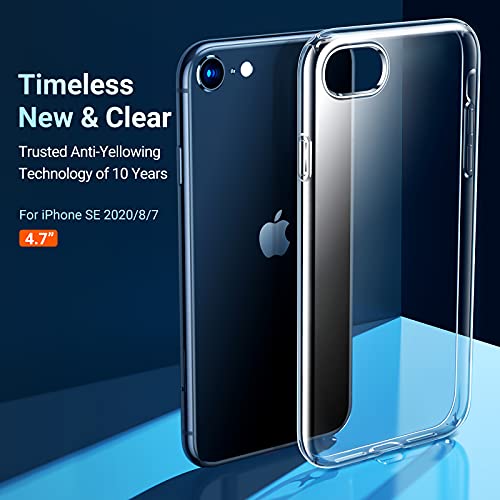 Timeless
New & Clear
Trusted Anti-Yellowing
Technology of 10 Years
For iPhone SE 2020/8/7
4.7"